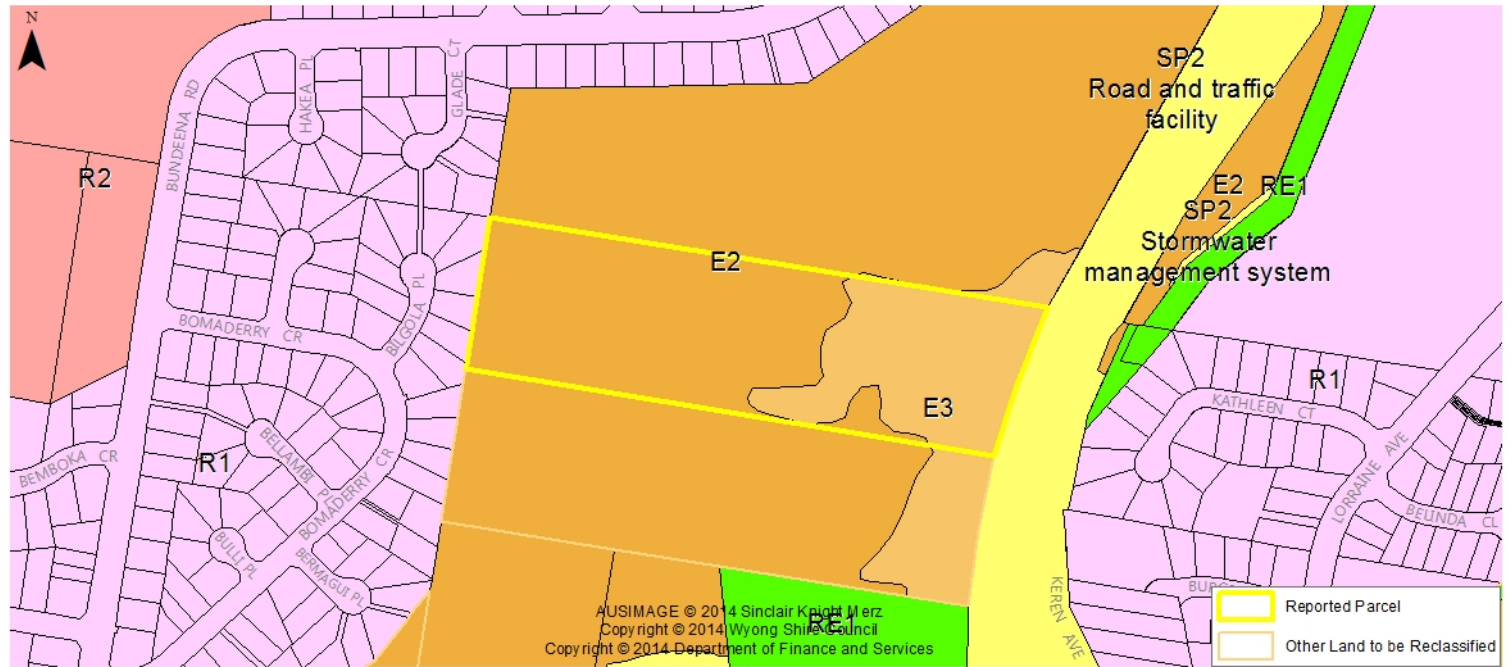 N
R2
BUNDEENA RD
HAKEA PL
GLADE CT
SP2
Road and traffic
facility
E2
RE1
SP2
Stormwater
management system
E2
BOMADERRY CR
BILGOLA PL
E3
R1
KATHLEEN CT
LORRAINE AVE
BELINDA CL
BEMBOKA CR
R1
BELLAMBI PL
BOMADERRY CR
BULLI PL
BERMAGUI PL
KEREN AVE
RE1
AUSIMAGE © 2014 Sinclair Knight Merz
Copyright © 2014 Wyong Shire Council
Copyright © 2014 Department of Finance and Services
Reported Parcel
Other Land to be Reclassified